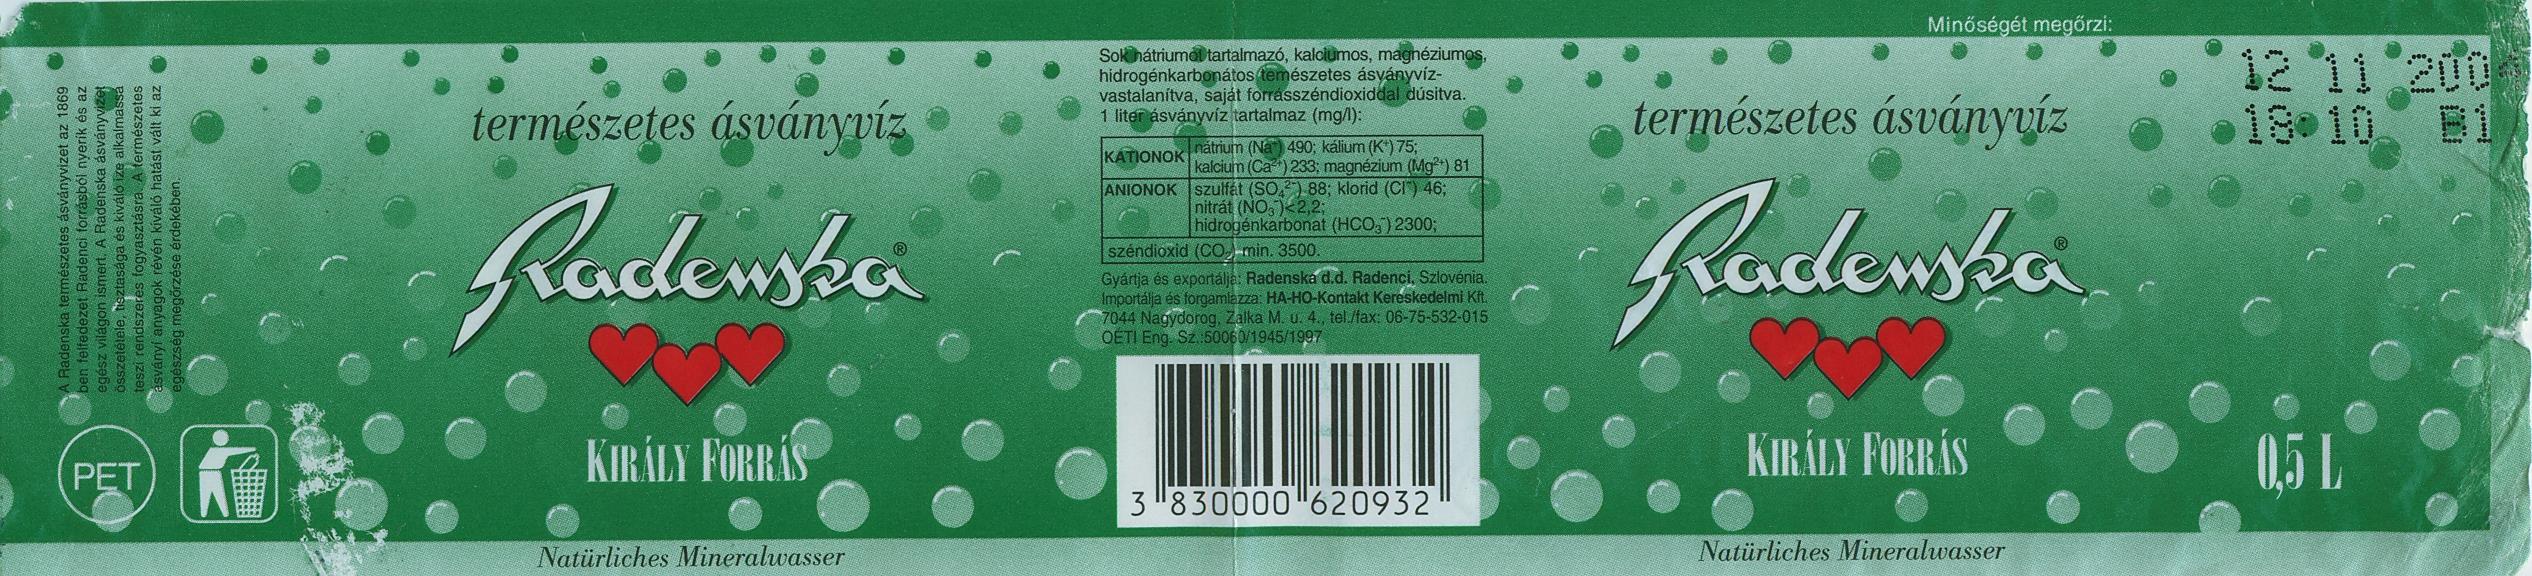 A Radenska természetes ásványvizet az 1869
ben felfedezet Radenci forrásból nyerik és az
egész világon ismert. A Radenska ásványvizet
összetétele, tisztasága és kiváló íze alkalmassá
teszi rendszeres fogyasztásra. A természetes
ásványi anyagok révén kiváló hatást vált ki az
egészség megőrzése érdekében.
PET
természetes ásványvíz
Radenska®
KIRÁLY FORRÁS
Natürliches Mineralwasser
Sok nátriumot tartalmazó, kalciumos, magnéziumos,
hidrogénkarbonátos temészetes ásványvíz-
vastalanítva, saját forrásszéndioxiddal dúsitva.
1 liter ásványvíz tartalmaz (mg/l):
KATIONOK nátrium (Na⁺) 490; kálium (K⁺) 75;
kalcium (Ca²⁺) 233; magnézium (Mg²⁺) 81
ANIONOK szulfát (SO₄²⁻) 88; klorid (Cl⁻) 46;
nitrát (NO₃⁻)<2,2;
hidrogénkarbonat (HCO₃⁻) 2300;
széndioxid (CO₂) min. 3500.
Gyártja és exportálja: Radenska d.d. Radenci, Szlovénia.
Importálja és forgamlazza: HA-HO-Kontakt Kereskedelmi Kft.
7044 Nagydorog, Zalka M. u. 4., tel./fax: 06-75-532-015
OÉTI Eng. Sz.:50060/1945/1997
3 830000 620932
természetes ásványvíz
Radenska®
KIRÁLY FORRÁS
Natürliches Mineralwasser
Minőségét megőrzi:
12 11 200
18:10 B1
0,5 L